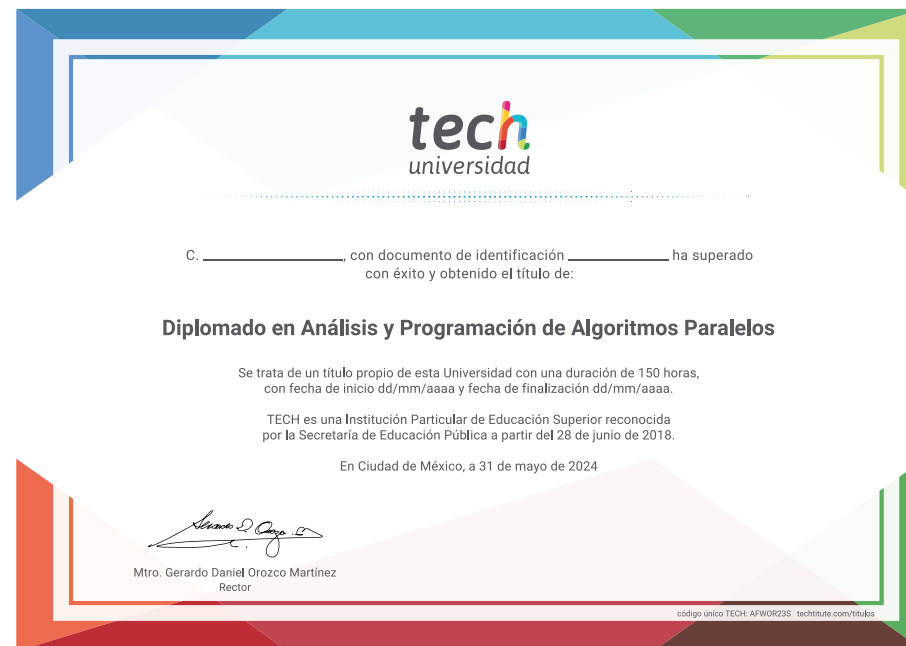 tech
universidad
C. ____________________, con documento de identificación ______________ ha superado
con éxito y obtenido el título de:
Diplomado en Análisis y Programación de Algoritmos Paralelos
Se trata de un título propio de esta Universidad con una duración de 150 horas,
con fecha de inicio dd/mm/aaaa y fecha de finalización dd/mm/aaaa.
TECH es una Institución Particular de Educación Superior reconocida
por la Secretaría de Educación Pública a partir del 28 de junio de 2018.
En Ciudad de México, a 31 de mayo de 2024
Mtro. Gerardo Daniel Orozco Martínez
Rector
código único TECH: AFWOR23S techtitute.com/titulos